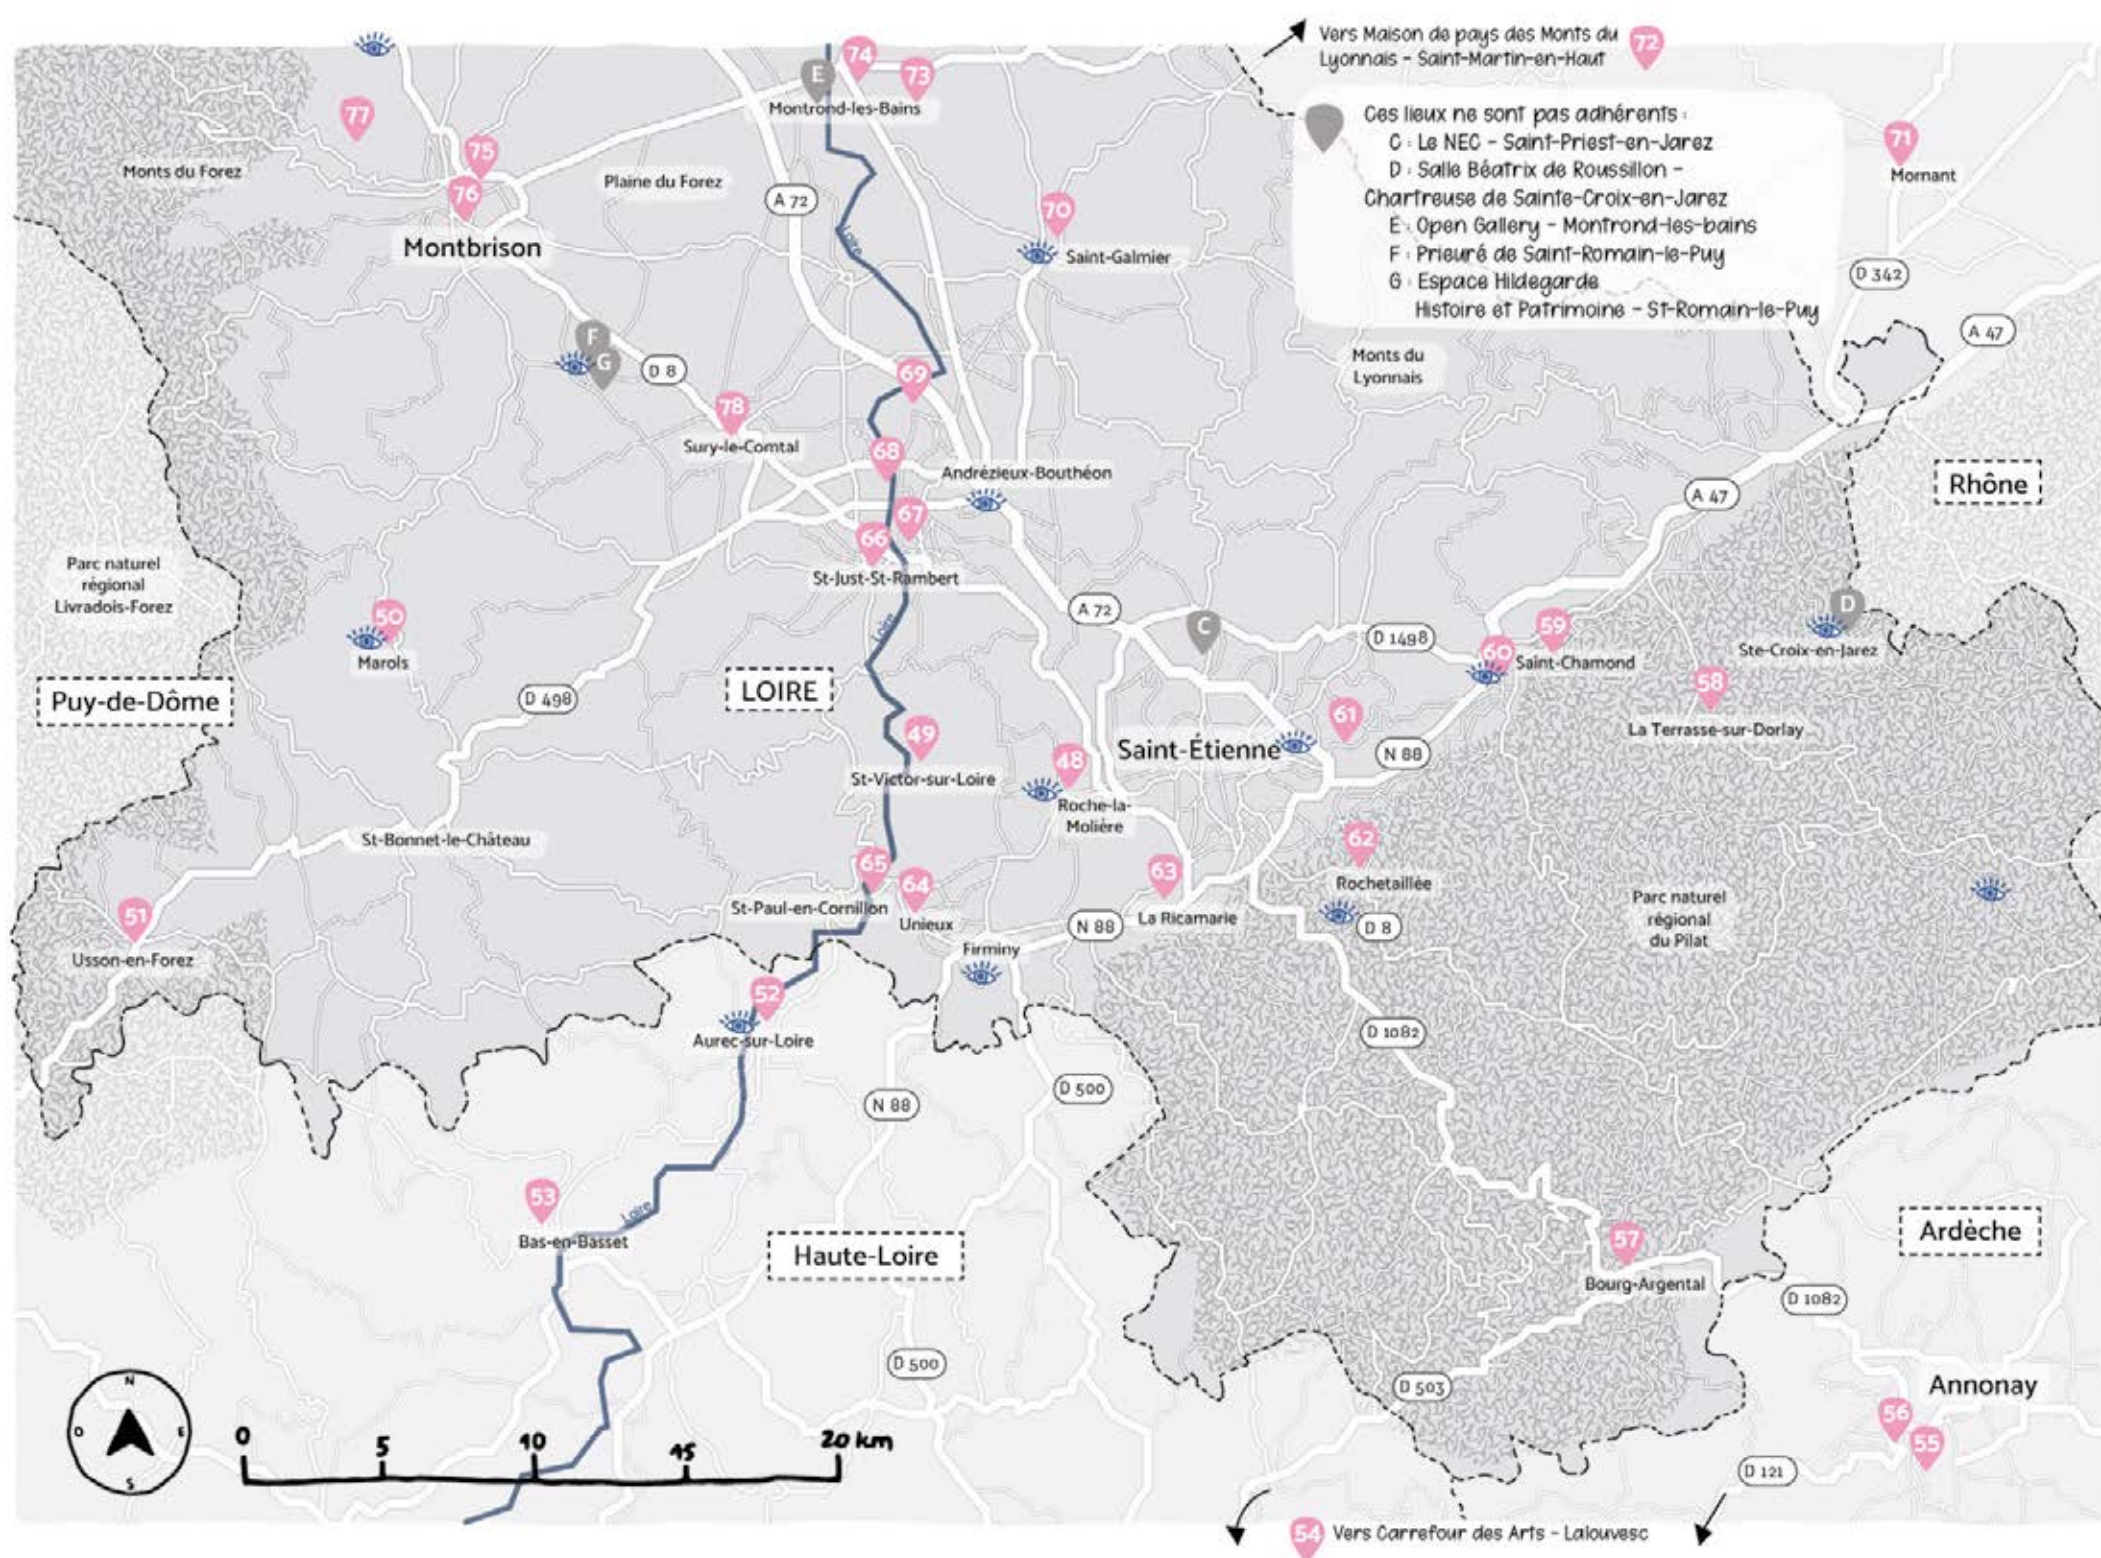 Vers Maison de pays des Monts du
Lyonnais - Saint-Martin-en-Haut
72
Ces lieux ne sont pas adhérents :
C : Le NEC - Saint-Priest-en-Jarez
D : Salle Béatrix de Roussillon -
Chartreuse de Sainte-Croix-en-Jarez
E : Open Gallery - Montrond-les-bains
F : Prieuré de Saint-Romain-le-Puy
G : Espace Hildegarde
Histoire et Patrimoine - St-Romain-le-Puy
74
E
73
Montrond-les-Bains
77
75
76
Monts du Forez
Plaine du Forez
A 72
71
Mornant
70
Saint-Galmier
Montbrison
Loire
D 342
A 47
F
G
D 8
Monts du
Lyonnais
69
78
Sury-le-Comtal
68
Andrézieux-Bouthéon
A 47
Rhône
67
66
St-Just-St-Rambert
Parc naturel
régional
Livradois-Forez
50
Marols
Loire
A 72
C
D 1498
59
60
Saint-Chamond
D
Ste-Croix-en-Jarez
58
La Terrasse-sur-Dorlay
Puy-de-Dôme
D 498
LOIRE
49
St-Victor-sur-Loire
48
Roche-la-
Molière
Saint-Étienne
61
N 88
St-Bonnet-le-Château
65
64
St-Paul-en-Cornillon
Unieux
63
La Ricamarie
62
Rochetaillée
D 8
N 88
Firminy
Parc naturel
régional
du Pilat
51
Usson-en-Forez
52
Aurec-sur-Loire
D 1082
N 88
D 500
53
Bas-en-Basset
Loire
Haute-Loire
57
Bourg-Argental
Ardèche
D 1082
D 500
D 503
Annonay
56
55
D 121
N
O
E
S
0
5
10
15
20 km
54
Vers Carrefour des Arts - Lalouvesc